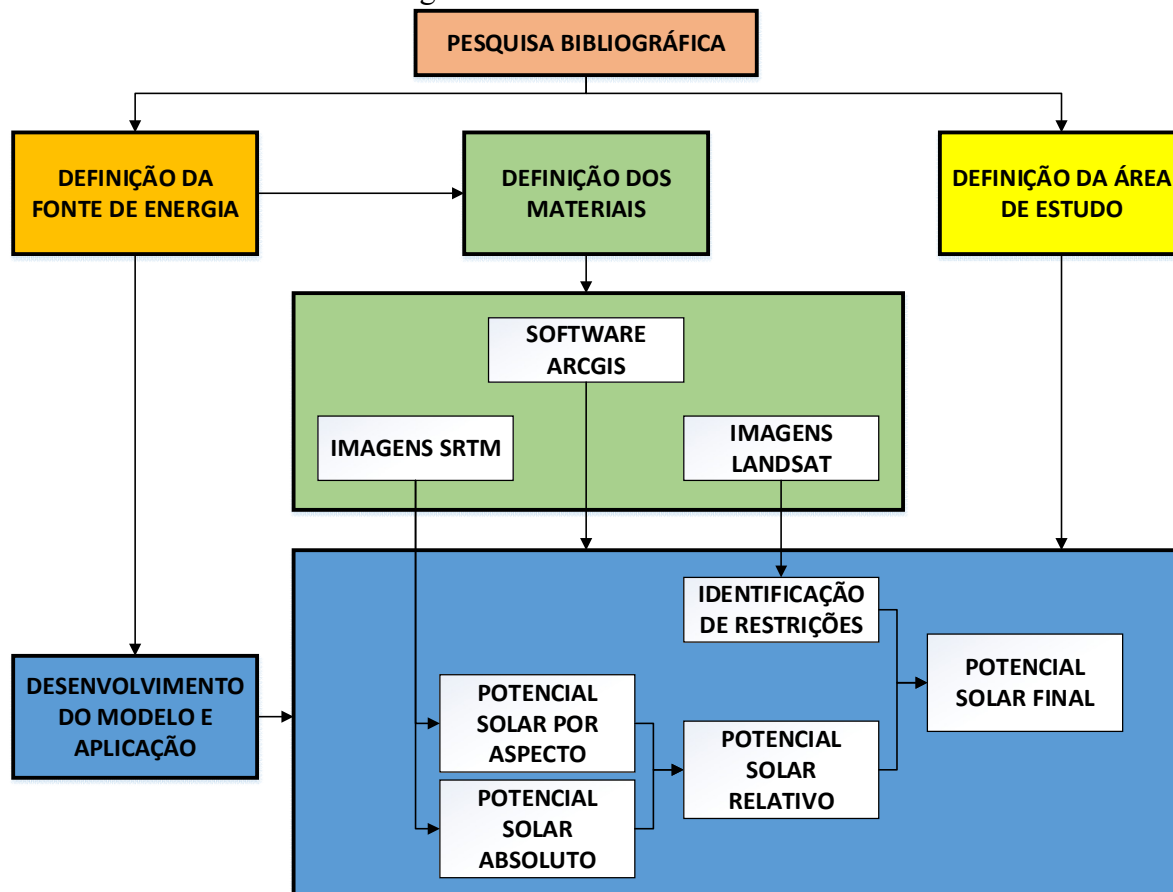 PESQUISA BIBLIOGRÁFICA
DEFINIÇÃO DA
FONTE DE ENERGIA
DEFINIÇÃO DOS
MATERIAIS
DEFINIÇÃO DA ÁREA
DE ESTUDO
SOFTWARE
ARCGIS
IMAGENS SRTM
IMAGENS
LANDSAT
IDENTIFICAÇÃO
DE RESTRIÇÕES
POTENCIAL
SOLAR FINAL
DESENVOLVIMENTO
DO MODELO E
APLICAÇÃO
POTENCIAL
SOLAR POR
ASPECTO
POTENCIAL
SOLAR
RELATIVO
POTENCIAL
SOLAR
ABSOLUTO